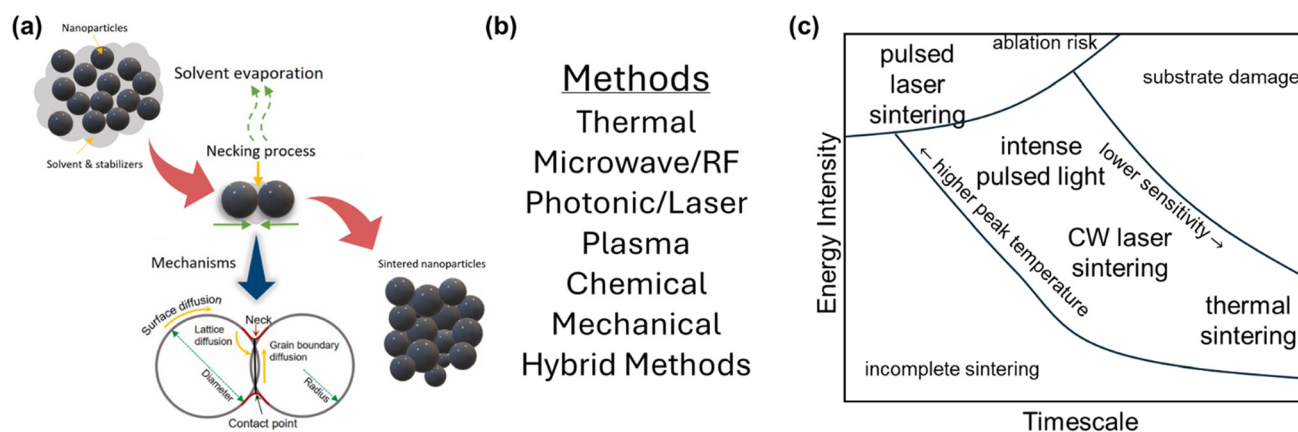 (a)
Nanoparticles
Solvent evaporation
Solvent & stabilizers
Necking process
Mechanisms
Sintered nanoparticles
Surface diffusion
Neck
Lattice
diffusion
Grain boundary
diffusion
Diameter
Radius
Contact point
(b)
Methods
Thermal
Microwave/RF
Photonic/Laser
Plasma
Chemical
Mechanical
Hybrid Methods
(c)
Energy Intensity
pulsed
laser
sintering
ablation risk
substrate damage
intense
pulsed light
← higher peak temperature
lower sensitivity →
CW laser
sintering
thermal
sintering
incomplete sintering
Timescale